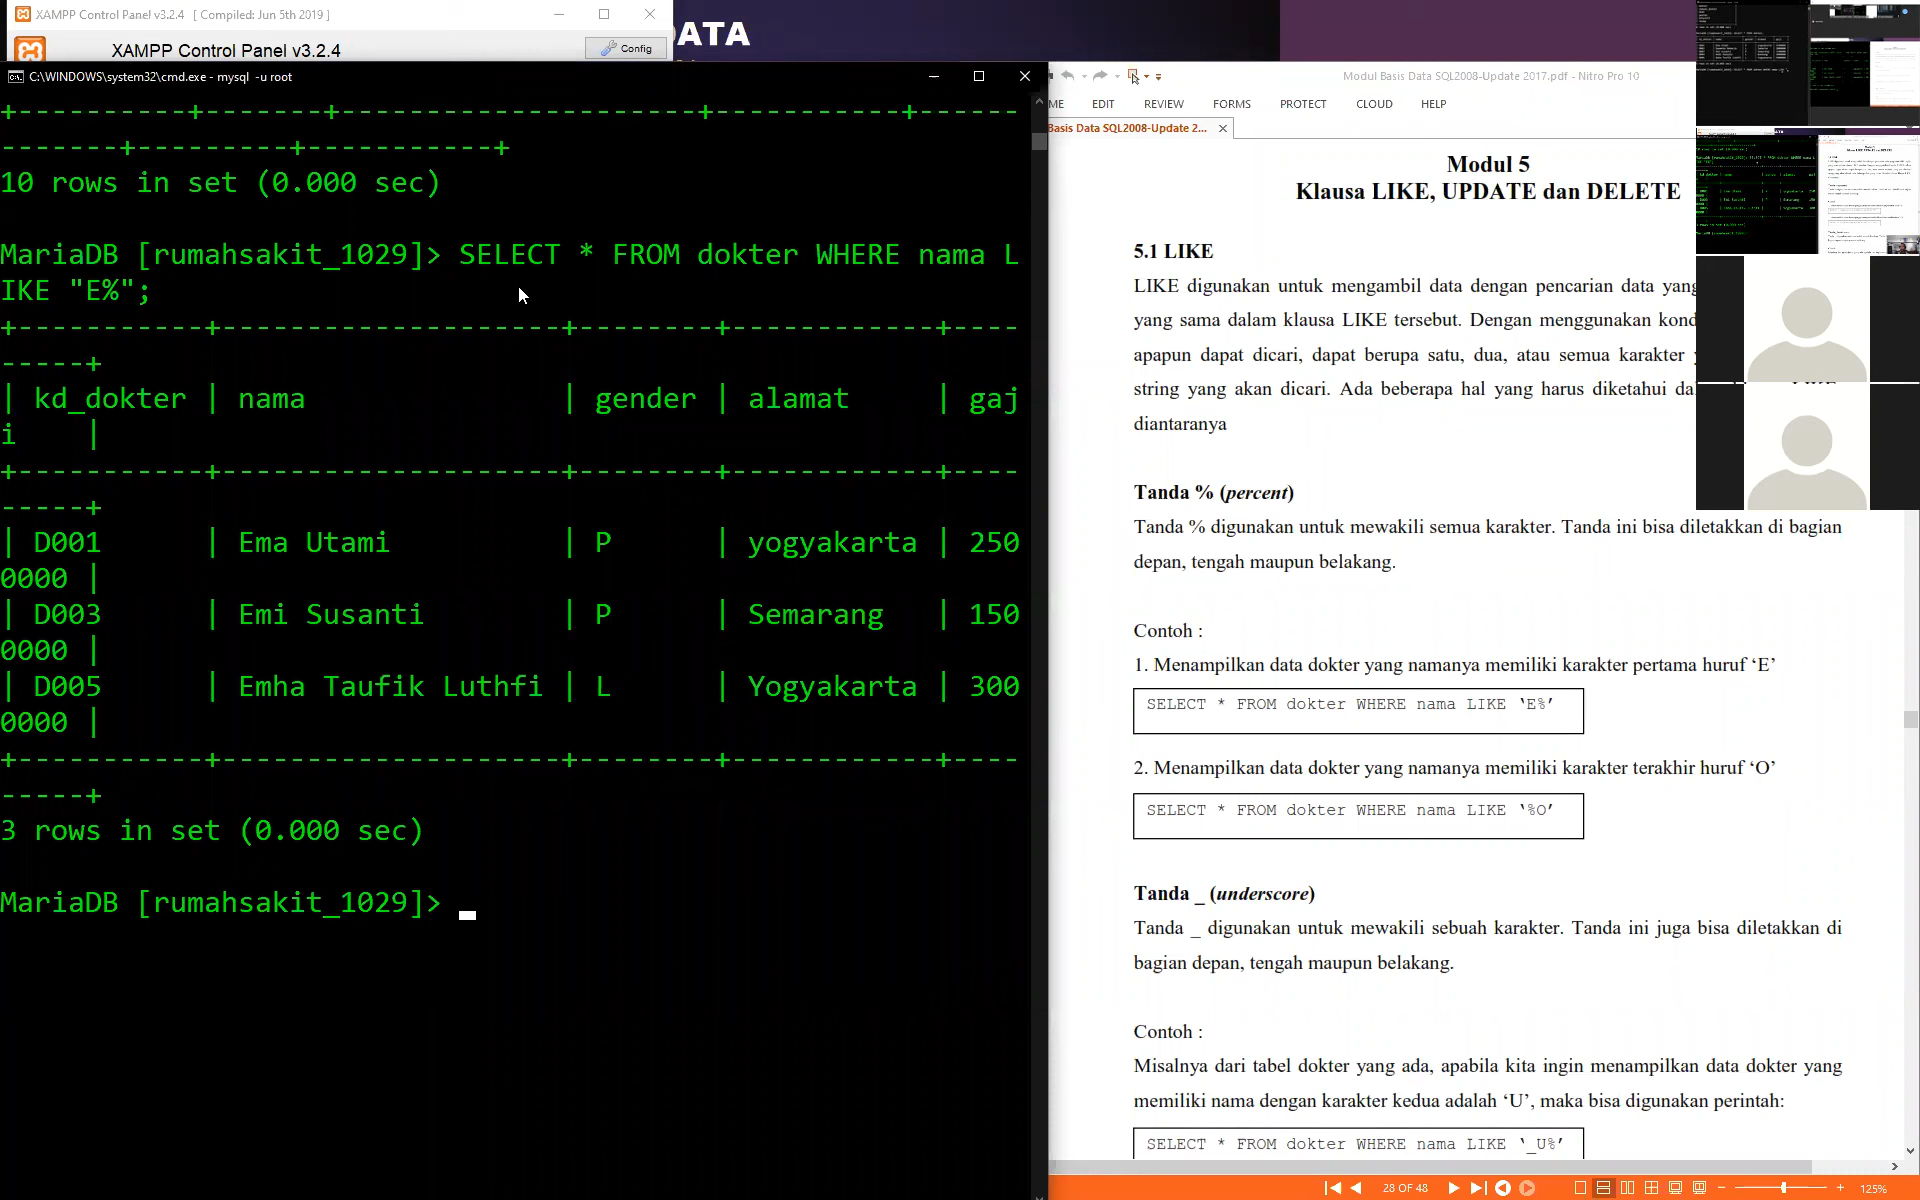 XAMPP Control Panel v3.2.4 [ Compiled: Jun 5th 2019 ]
XAMPP Control Panel v3.2.4
Config
DATA
C:\WINDOWS\system32\cmd.exe - mysql -u root
+----------+-------+---------------------+-----------+------
-------+---------+-----------+
10 rows in set (0.000 sec)
MariaDB [rumahsakit_1029]> SELECT * FROM dokter WHERE nama L
IKE "E%";
+-----------+--------------------+--------+------------+----
-----+
| kd_dokter | nama | gender | alamat | gaj
i |
+-----------+--------------------+--------+------------+----
-----+
| D001 | Ema Utami | P | yogyakarta | 250
0000 |
| D003 | Emi Susanti | P | Semarang | 150
0000 |
| D005 | Emha Taufik Luthfi | L | Yogyakarta | 300
0000 |
+-----------+--------------------+--------+------------+----
-----+
3 rows in set (0.000 sec)
MariaDB [rumahsakit_1029]>
Modul Basis Data SQL2008-Update 2017.pdf - Nitro Pro 10
ME EDIT REVIEW FORMS PROTECT CLOUD HELP
Basis Data SQL2008-Update 2...
Modul 5
Klausa LIKE, UPDATE dan DELETE
5.1 LIKE
LIKE digunakan untuk mengambil data dengan pencarian data yang
yang sama dalam klausa LIKE tersebut. Dengan menggunakan kond
apapun dapat dicari, dapat berupa satu, dua, atau semua karakter
string yang akan dicari. Ada beberapa hal yang harus diketahui da
diantaranya
Tanda % (percent)
Tanda % digunakan untuk mewakili semua karakter. Tanda ini bisa diletakkan di bagian
depan, tengah maupun belakang.
Contoh :
1. Menampilkan data dokter yang namanya memiliki karakter pertama huruf ‘E’
SELECT * FROM dokter WHERE nama LIKE ‘E%’
2. Menampilkan data dokter yang namanya memiliki karakter terakhir huruf ‘O’
SELECT * FROM dokter WHERE nama LIKE ‘%O’
Tanda _ (underscore)
Tanda _ digunakan untuk mewakili sebuah karakter. Tanda ini juga bisa diletakkan di
bagian depan, tengah maupun belakang.
Contoh :
Misalnya dari tabel dokter yang ada, apabila kita ingin menampilkan data dokter yang
memiliki nama dengan karakter kedua adalah ‘U’, maka bisa digunakan perintah:
SELECT * FROM dokter WHERE nama LIKE ‘_U%’
28 OF 48
125%